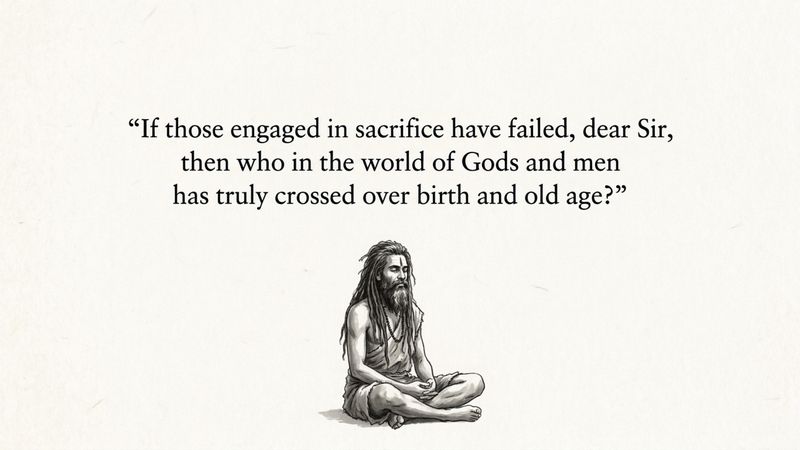 “If those engaged in sacrifice have failed, dear Sir,
then who in the world of Gods and men
has truly crossed over birth and old age?”